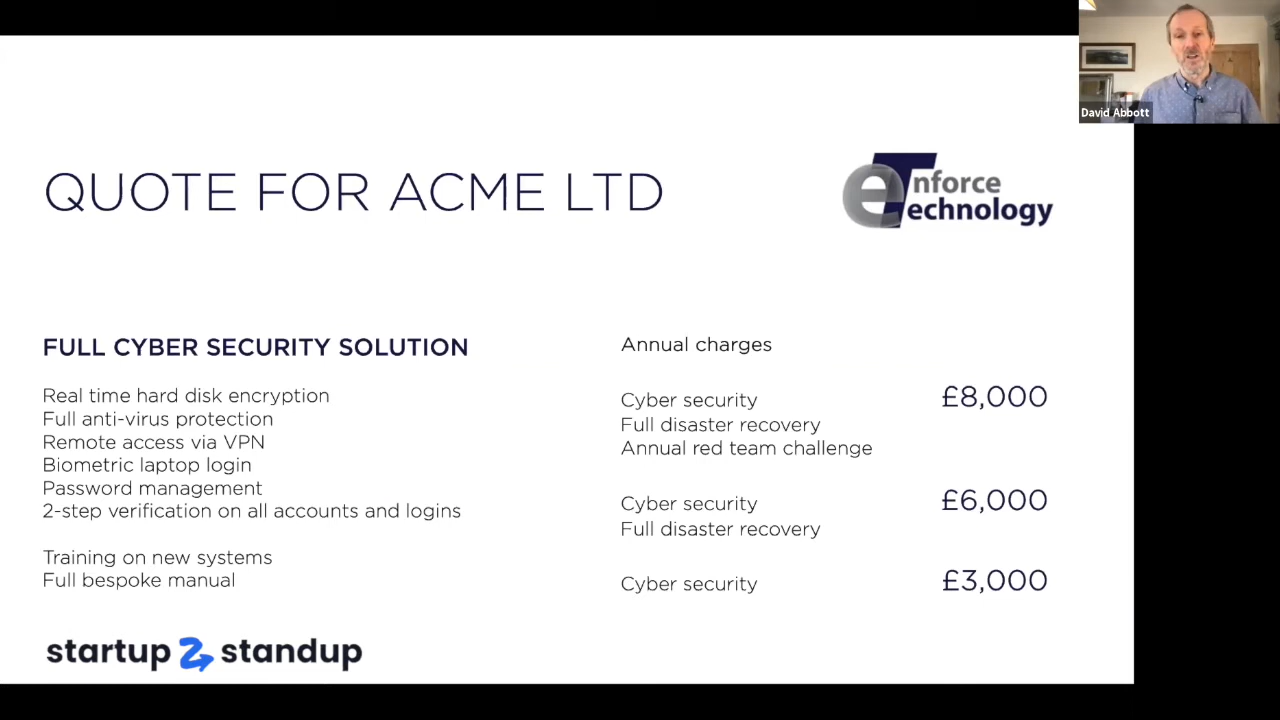 David Abbott
QUOTE FOR ACME LTD
enforce
Technology
FULL CYBER SECURITY SOLUTION
Real time hard disk encryption
Full anti-virus protection
Remote access via VPN
Biometric laptop login
Password management
2-step verification on all accounts and logins
Training on new systems
Full bespoke manual
Annual charges
Cyber security £8,000
Full disaster recovery
Annual red team challenge
Cyber security £6,000
Full disaster recovery
Cyber security £3,000
startup 2 standup